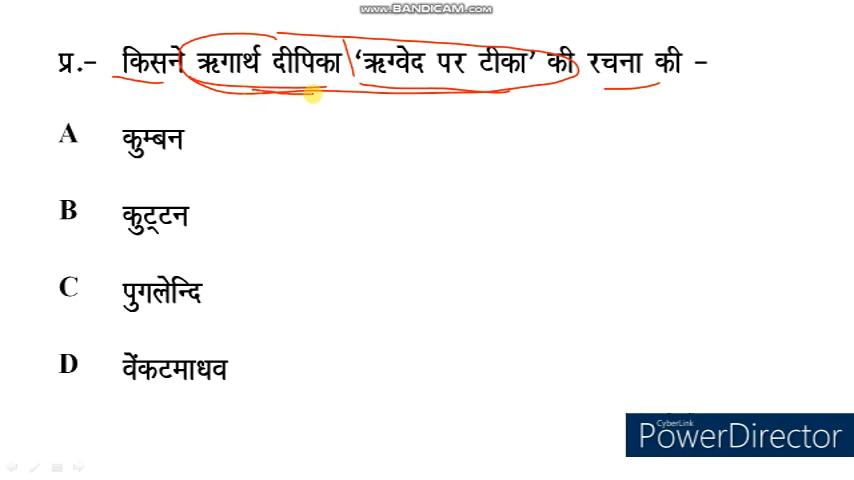 WWW.BANDICAM.COM
प्र.- किसने ऋगार्थ दीपिका 'ऋग्वेद पर टीका' की रचना की -
A कुम्बन
B कुट्‌टन
C पुगलेन्दि
D वेंकटमाधव
CyberLink
PowerDirector